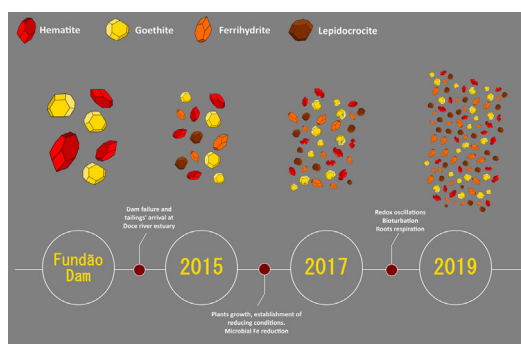 Hematite
Goethite
Ferrihydrite
Lepidocrocite
Dam failure and
tailings' arrival at
Doce river estuary
Redox oscillations
Bioturbation
Roots respiration
Fundão
Dam
2015
2017
2019
Plants growth, establishment of
reducing conditions.
Microbial Fe reduction